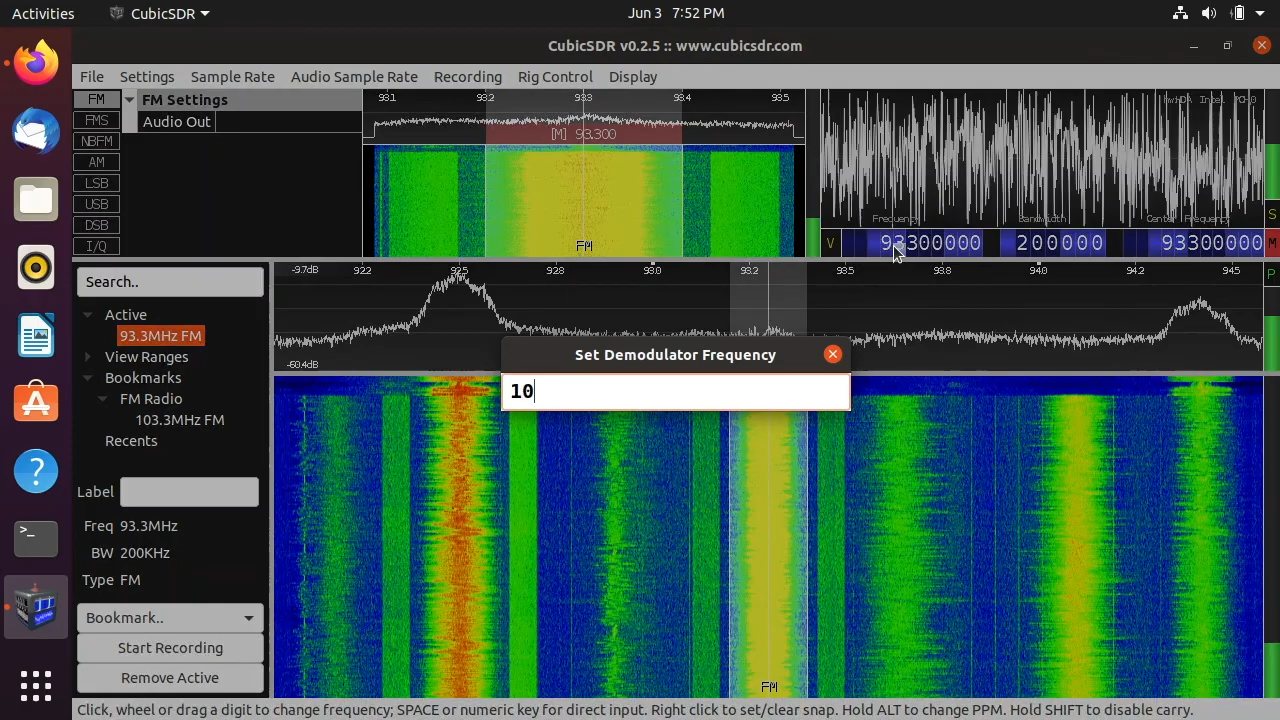 Activities
CubicSDR
Jun 3 7:52 PM
CubicSDR v0.2.5 :: www.cubicsdr.com
File Settings Sample Rate Audio Sample Rate Recording Rig Control Display
FM
FMS
NBFM
AM
LSB
USB
DSB
I/Q
FM Settings
Audio Out
93.1 93.2 93.3 93.4 93.5
[M] 93.300
FM
Frequency Bandwidth Center Frequency
V 93300000 200000 93300000 M
S
P
Search..
Active
93.3MHz FM
View Ranges
Bookmarks
FM Radio
103.3MHz FM
Recents
Label
Freq 93.3MHz
BW 200KHz
Type FM
Bookmark..
Start Recording
Remove Active
-9.7dB 92.2 92.5 92.8 93.0 93.2 93.5 93.8 94.0 94.2 94.5
-60.4dB
Set Demodulator Frequency
10
FM
Click, wheel or drag a digit to change frequency; SPACE or numeric key for direct input. Right click to set/clear snap. Hold ALT to change PPM. Hold SHIFT to disable carry.